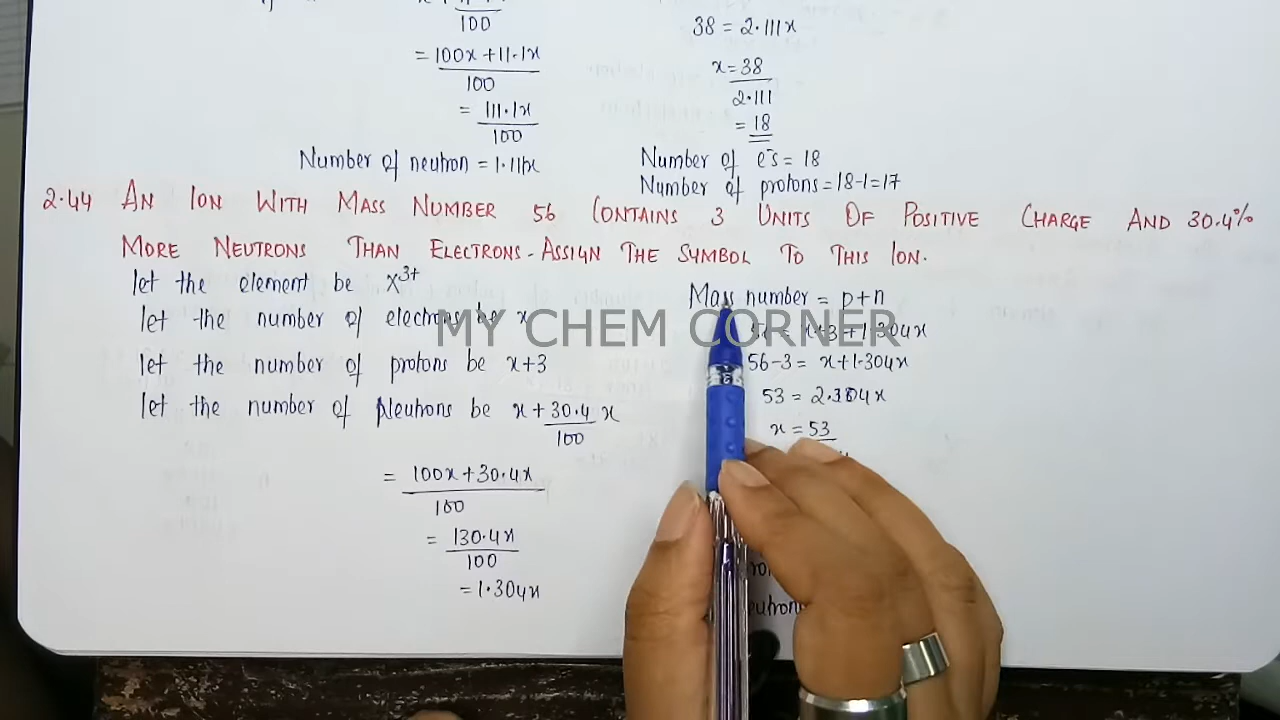 100
= 100x + 11.1x
100
= 111.1x
100
Number of neutron = 1.111x
38 = 2.111x
x = 38
2.111
= 18
Number of e⁻s = 18
Number of protons = 18-1 = 17
2.44 AN ION WITH MASS NUMBER 56 CONTAINS 3 UNITS OF POSITIVE CHARGE AND 30.4%
MORE NEUTRONS THAN ELECTRONS. ASSIGN THE SYMBOL TO THIS ION.
let the element be X³⁺
let the number of electrons be x
let the number of protons be x+3
let the number of Neutrons be x + 30.4 x
100
= 100x + 30.4x
100
= 130.4x
100
= 1.304x
Mass number = p+n
56 = x+3+1.304x
56-3 = x+1.304x
53 = 2.304x
x = 53
MY CHEM CORNER